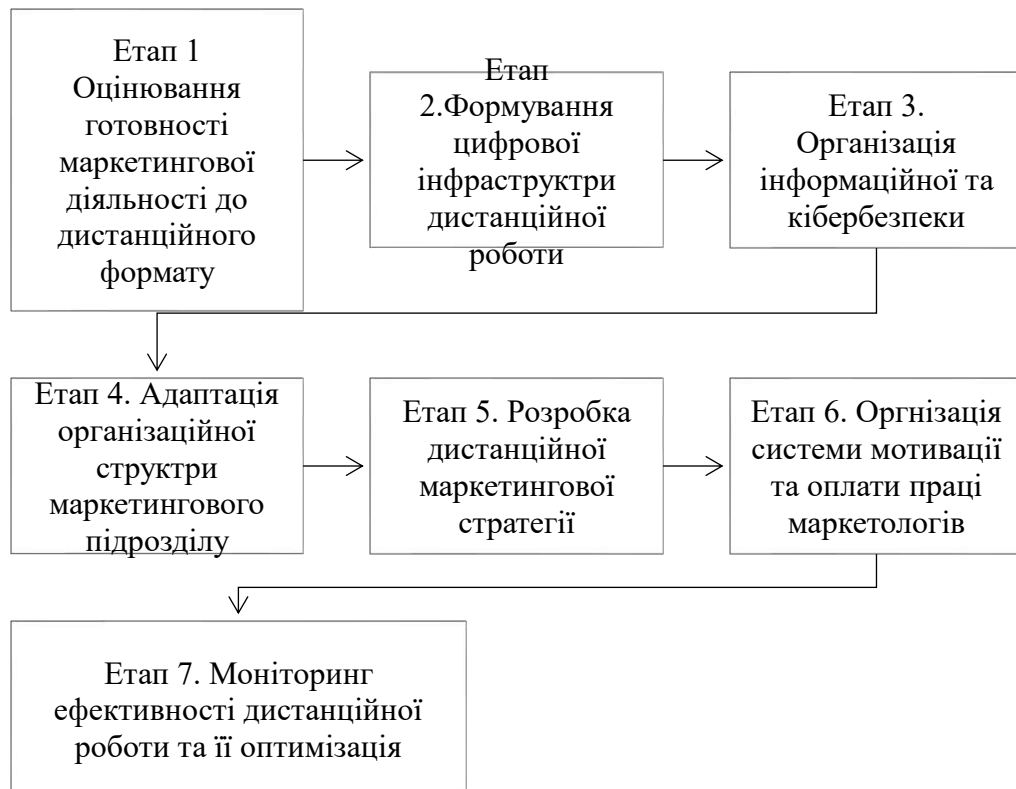 Етап 1
Оцінювання
готовності
маркетингової
діяльності до
дистанційного
формату
Етап
2.Формування
цифрової
інфраструктри
дистанційної
роботи
Етап 3.
Організація
інформаційної та
кібербезпеки
Етап 4. Адаптація
організаційної
структри
маркетингового
підрозділу
Етап 5. Розробка
дистанційної
маркетингової
стратегії
Етап 6. Оргнізація
системи мотивації
та оплати праці
маркетологів
Етап 7. Моніторинг
ефективності дистанційної
роботи та її оптимізація